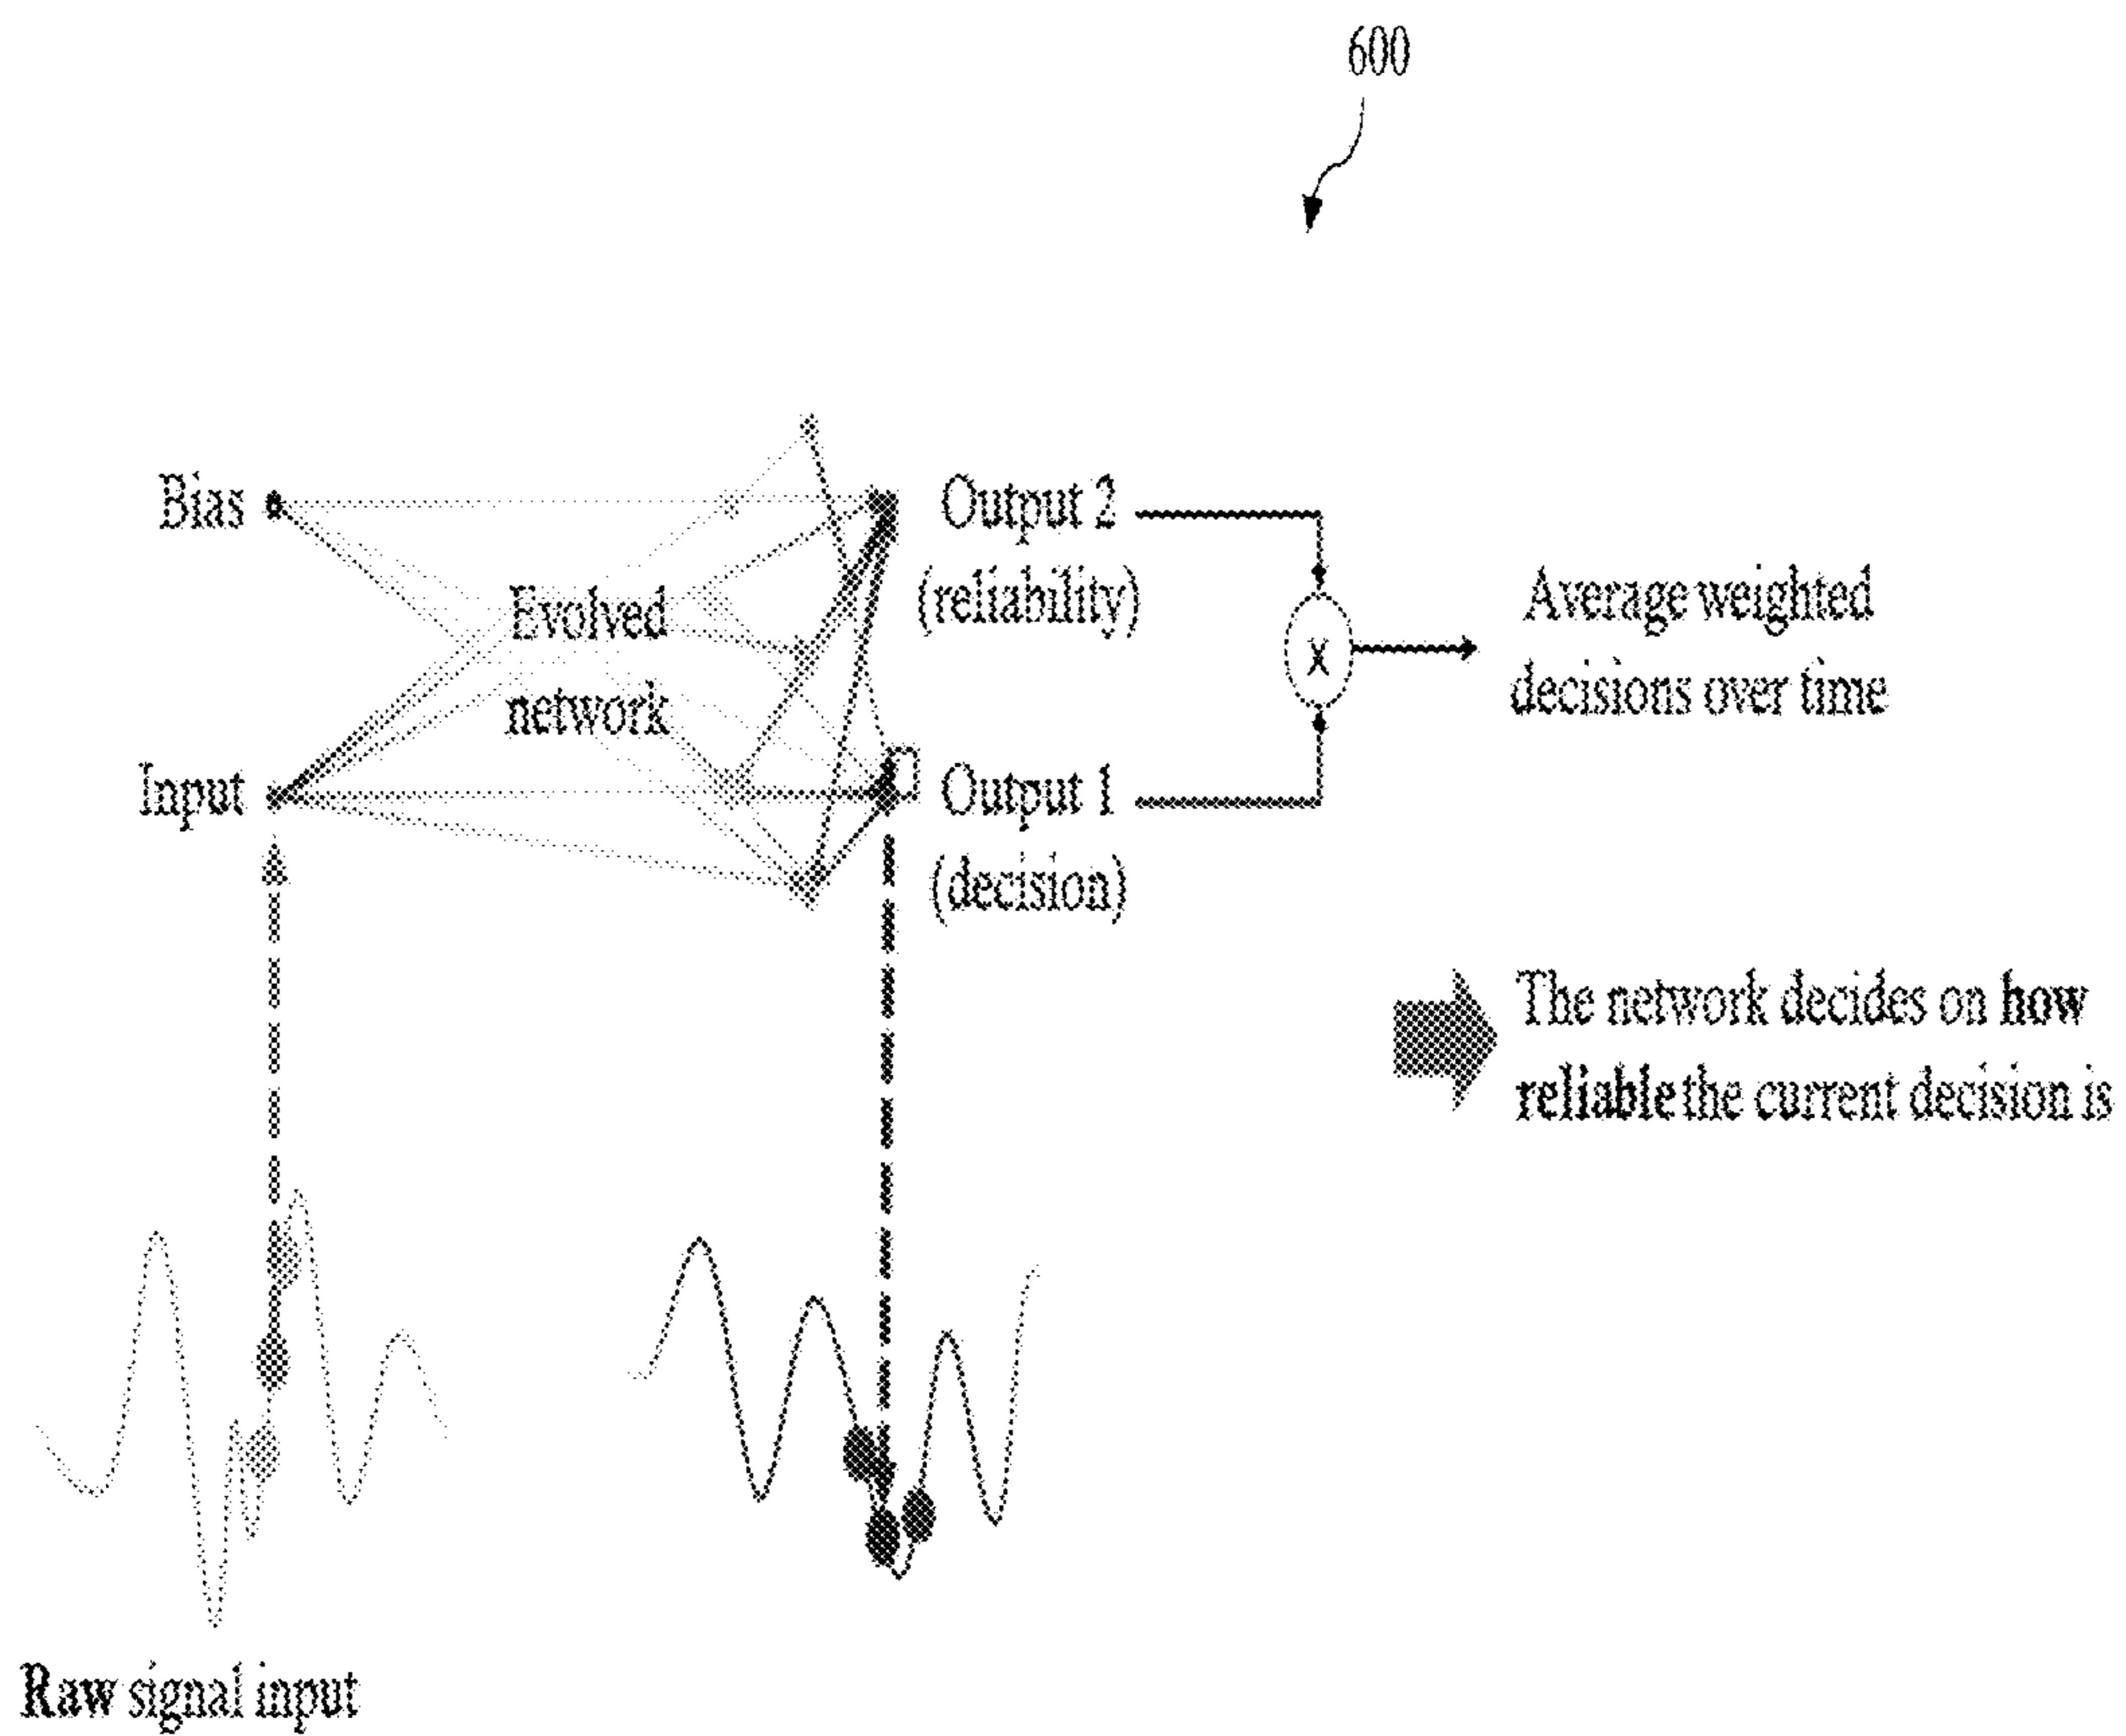 600
Bias
Evolved
network
Input
Output 2
(reliability)
Output 1
(decision)
x
Average weighted
decisions over time
The network decides on how
reliable the current decision is
Raw signal input